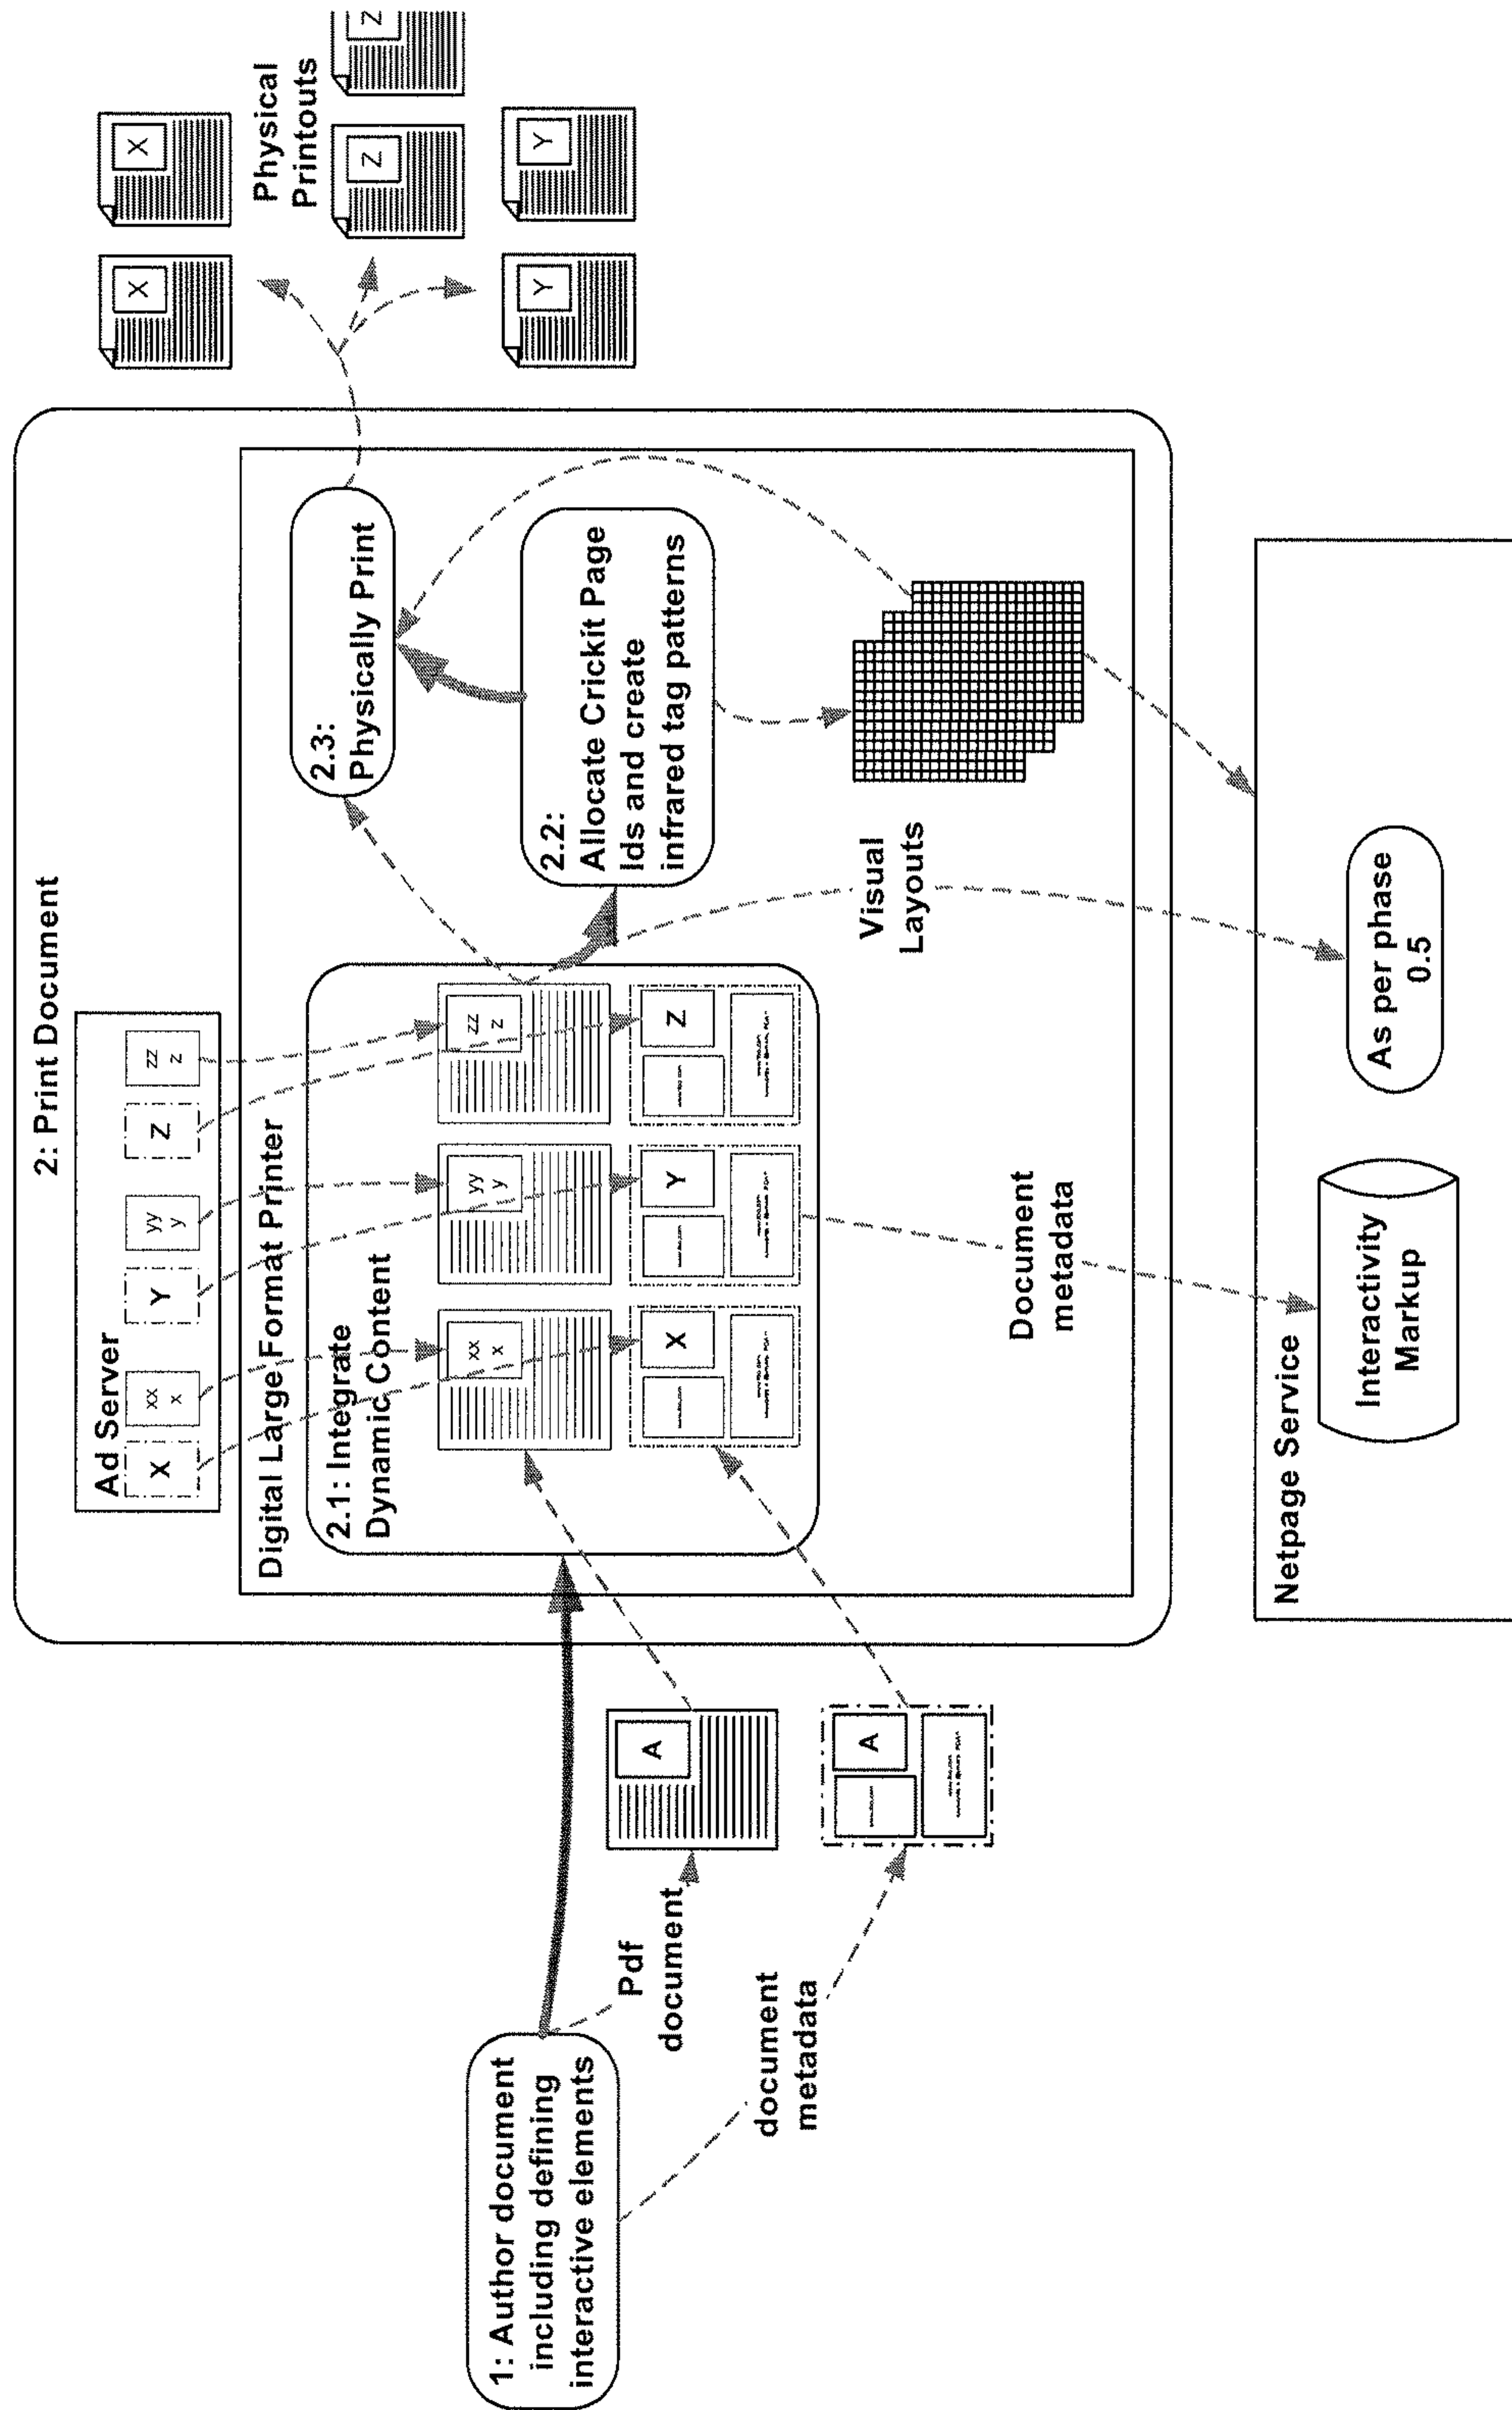 2: Print Document
Ad Server
X
xx
x
Y
yy
y
Z
zz
z
Digital Large Format Printer
2.1: Integrate
Dynamic Content
xx
x
yy
y
zz
z
X
Y
Z
2.2:
Allocate Crickit Page
Ids and create
infrared tag patterns
2.3:
Physically Print
Visual
Layouts
Document
metadata
Physical
Printouts
X
X
Z
Z
Y
Y
1: Author document
including defining
interactive elements
Pdf
document
A
document
metadata
A
Netpage Service
Interactivity
Markup
As per phase
0.5